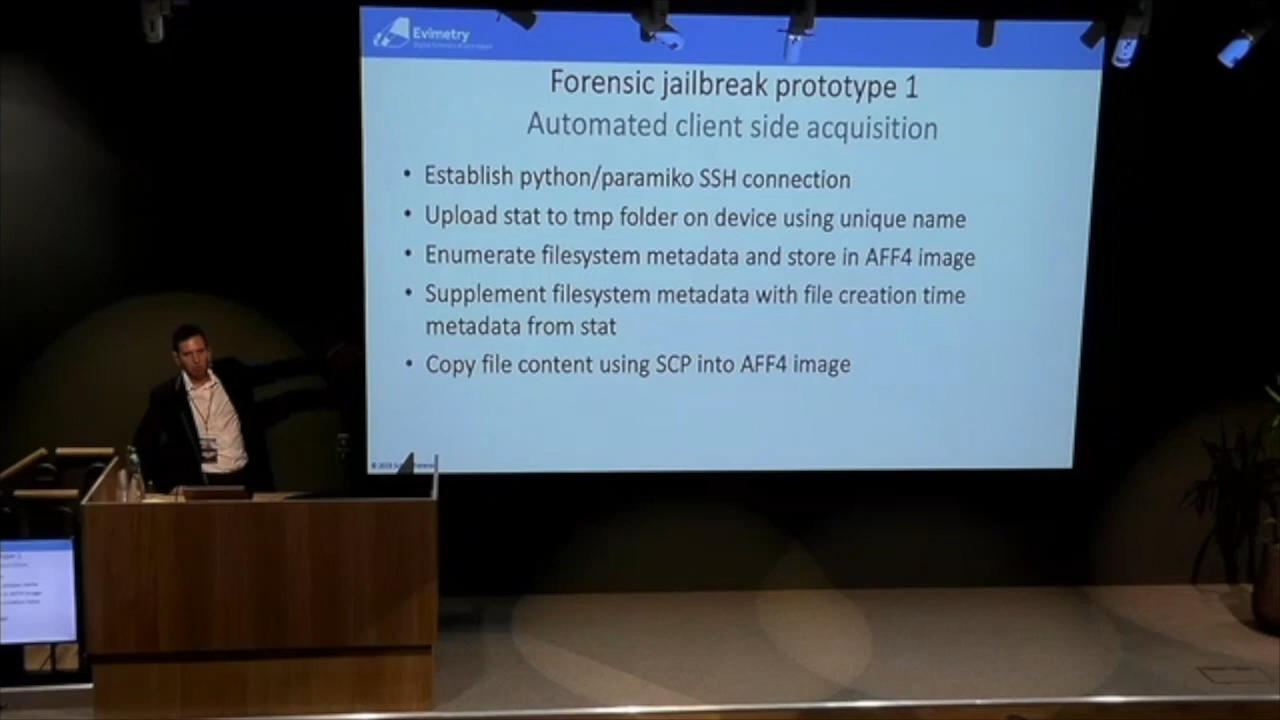 Evimetry
Forensic jailbreak prototype 1
Automated client side acquisition
• Establish python/paramiko SSH connection
• Upload stat to tmp folder on device using unique name
• Enumerate filesystem metadata and store in AFF4 image
• Supplement filesystem metadata with file creation time
metadata from stat
• Copy file content using SCP into AFF4 image